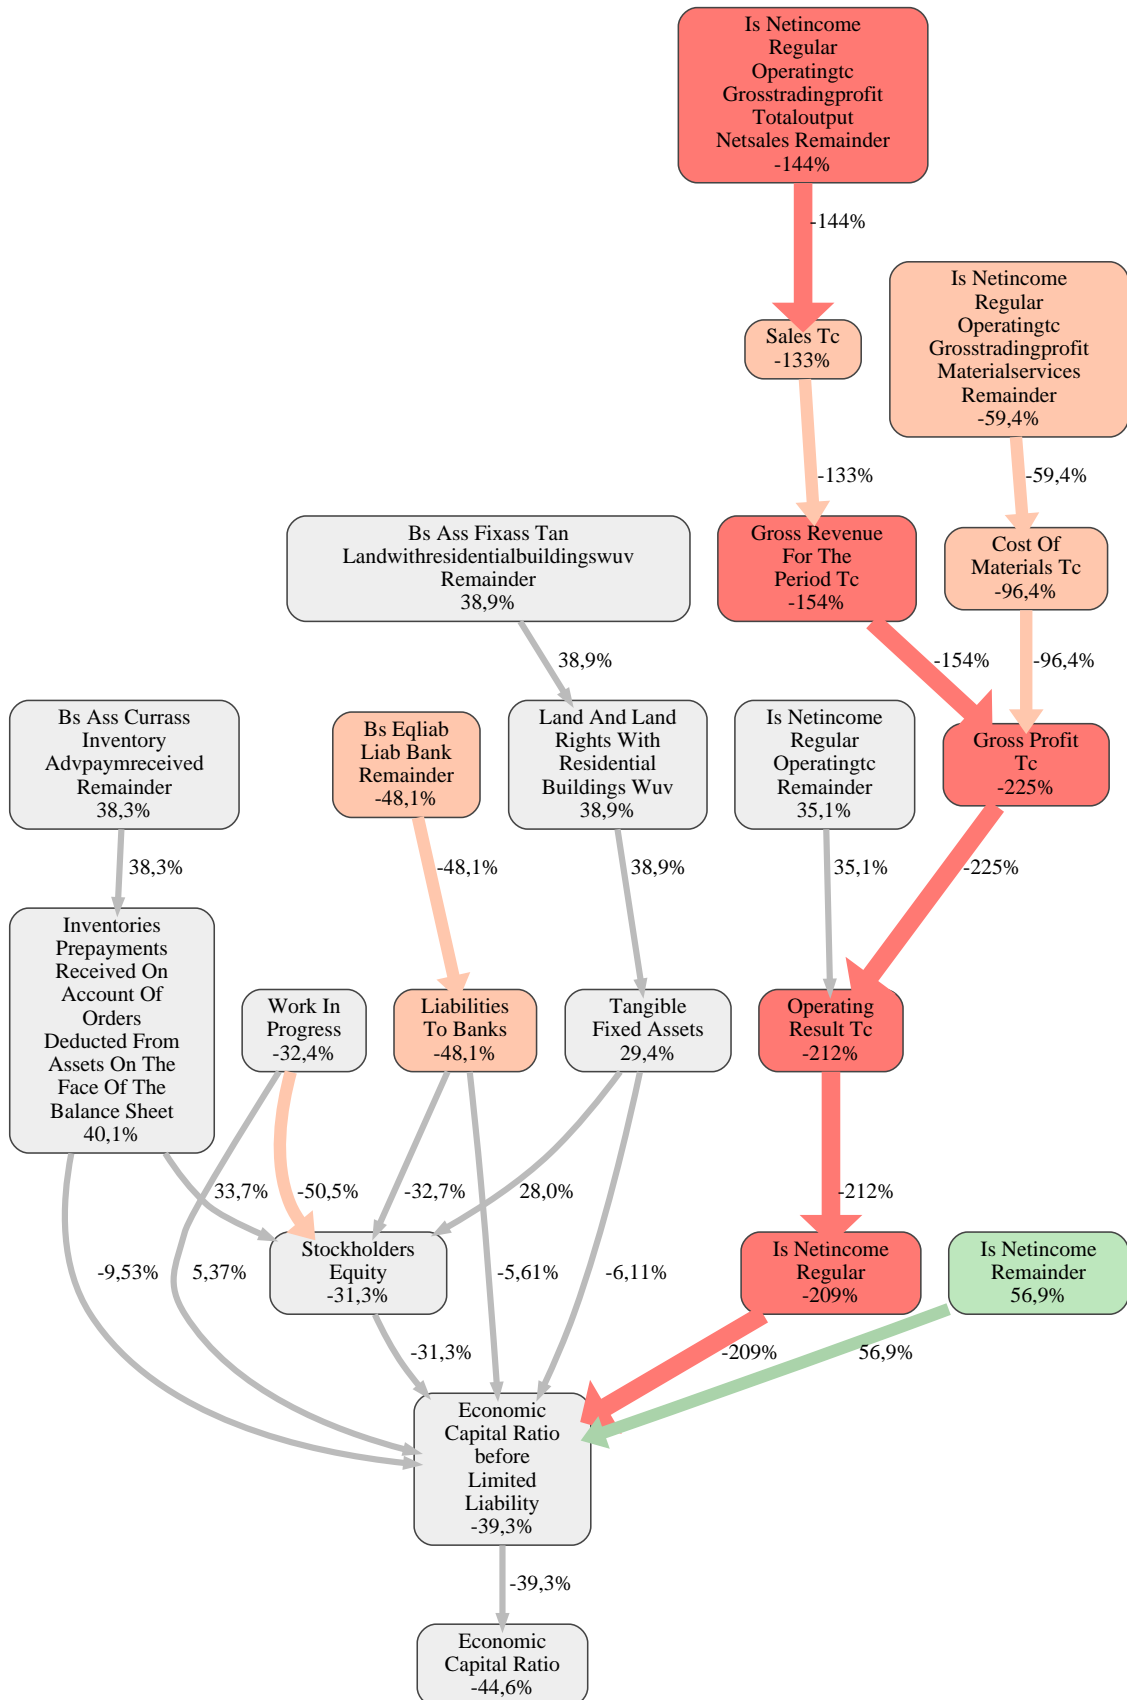 Is Netincome
Regular
Operatingtc
Grosstradingprofit
Totaloutput
Netsales Remainder
-144%
-144%
Is Netincome
Regular
Operatingtc
Grosstradingprofit
Materialservices
Remainder
-59,4%
Sales Tc
-133%
-133%
-59,4%
Bs Ass Fixass Tan
Landwithresidentialbuildingswuv
Remainder
38,9%
Gross Revenue
For The
Period Tc
-154%
Cost Of
Materials Tc
-96,4%
38,9%
-154%
-96,4%
Bs Ass Currass
Inventory
Advpaymreceived
Remainder
38,3%
Bs Eqliab
Liab Bank
Remainder
-48,1%
Land And Land
Rights With
Residential
Buildings Wuv
38,9%
Is Netincome
Regular
Operatingtc
Remainder
35,1%
Gross Profit
Tc
-225%
38,3%
-48,1%
38,9%
35,1%
-225%
Inventories
Prepayments
Received On
Account Of
Orders
Deducted From
Assets On The
Face Of The
Balance Sheet
40,1%
Work In
Progress
-32,4%
Liabilities
To Banks
-48,1%
Tangible
Fixed Assets
29,4%
Operating
Result Tc
-212%
33,7%
-50,5%
-32,7%
28,0%
-212%
Stockholders
Equity
-31,3%
Is Netincome
Regular
-209%
Is Netincome
Remainder
56,9%
-9,53%
5,37%
-5,61%
-6,11%
-31,3%
-209%
56,9%
Economic
Capital Ratio
before
Limited
Liability
-39,3%
-39,3%
Economic
Capital Ratio
-44,6%